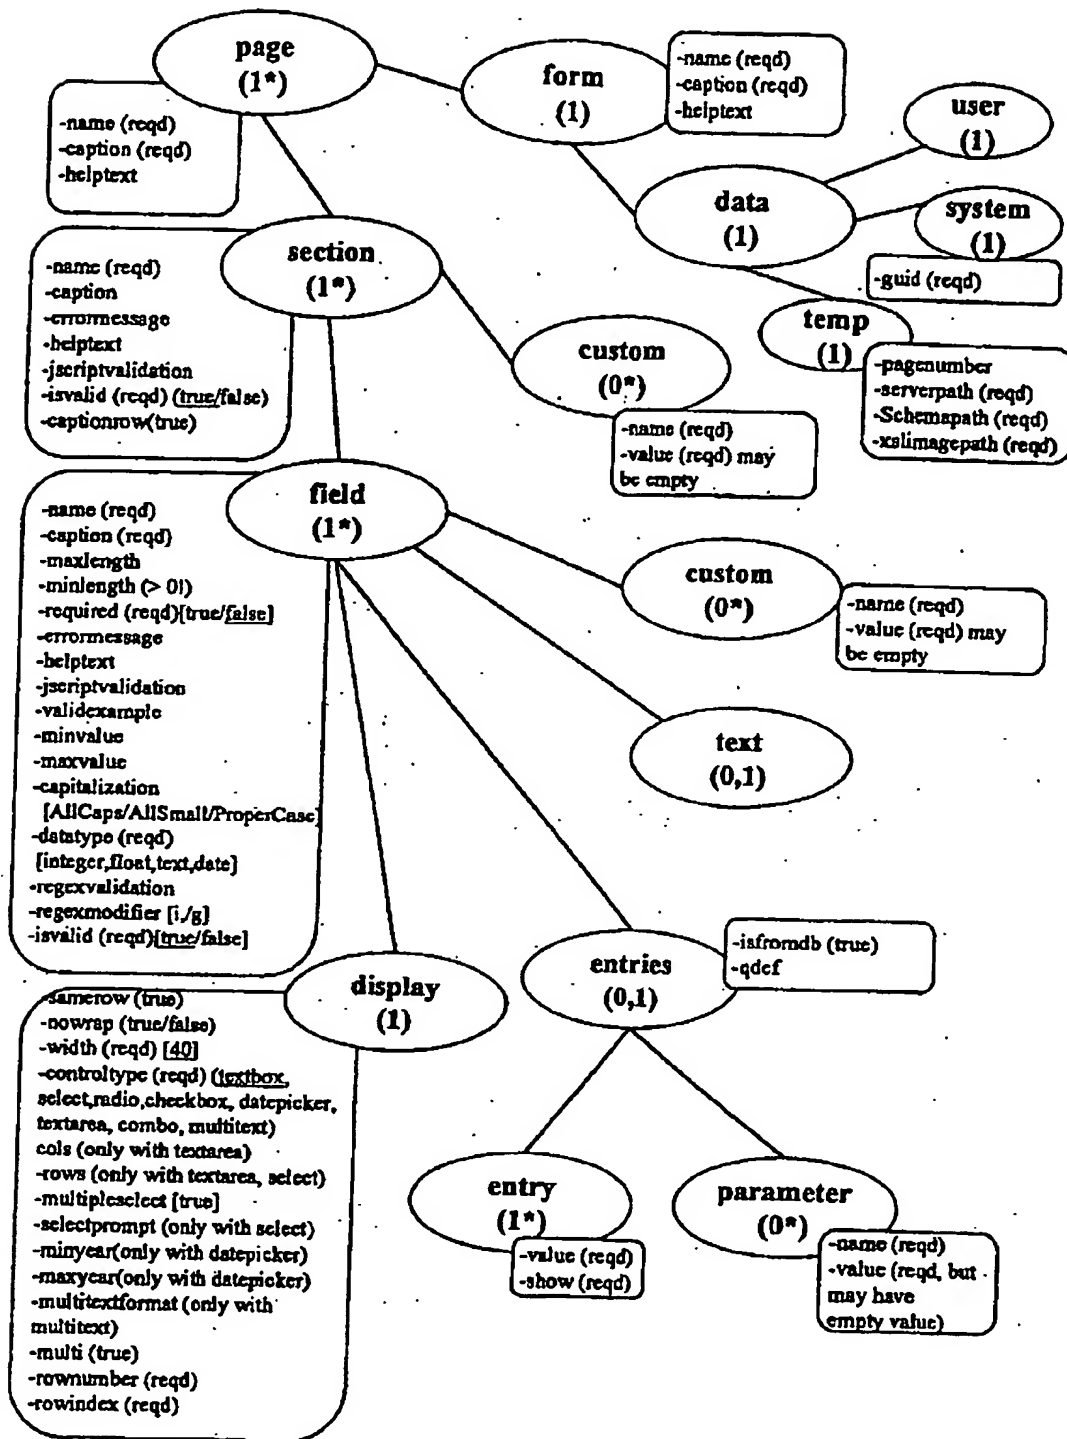 page
(1*)
-name (reqd)
-caption (reqd)
-helptext
form
(1)
-name (reqd)
-caption (reqd)
-helptext
user
(1)
data
(1)
system
(1)
-guid (reqd)
temp
(1)
-pagenumber
-serverpath (reqd)
-Schemapath (reqd)
-xslimagepath (reqd)
section
(1*)
-name (reqd)
-caption
-errormessage
-helptext
-jscriptvalidation
-isvalid (reqd) (true/false)
-captionrow(true)
custom
(0*)
-name (reqd)
-value (reqd) may
be empty
field
(1*)
-name (reqd)
-caption (reqd)
-maxlength
-minlength (> 0!)
-required (reqd)[true/false]
-errormessage
-helptext
-jscriptvalidation
-validexample
-minvalue
-maxvalue
-capitalization
[AllCaps/AllSmall/ProperCase]
-datatype (reqd)
[integer,float,text,date]
-regexvalidation
-regexmodifier [i,/g]
-isvalid (reqd)[true/false]
custom
(0*)
-name (reqd)
-value (reqd) may
be empty
text
(0,1)
entries
(0,1)
-isfromdb (true)
-qdef
display
(1)
-samerow (true)
-nowrap (true/false)
-width (reqd) [40]
-controltype (reqd) (textbox,
select,radio,checkbox, datepicker,
textarea, combo, multitext)
cols (only with textarea)
-rows (only with textarea, select)
-multipleselect [true]
-selectprompt (only with select)
-minyear(only with datepicker)
-maxyear(only with datepicker)
-multitextformat (only with
multitext)
-multi (true)
-rownumber (reqd)
-rowindex (reqd)
entry
(1*)
-value (reqd)
-show (reqd)
parameter
(0*)
-name (reqd)
-value (reqd, but
may have
empty value)